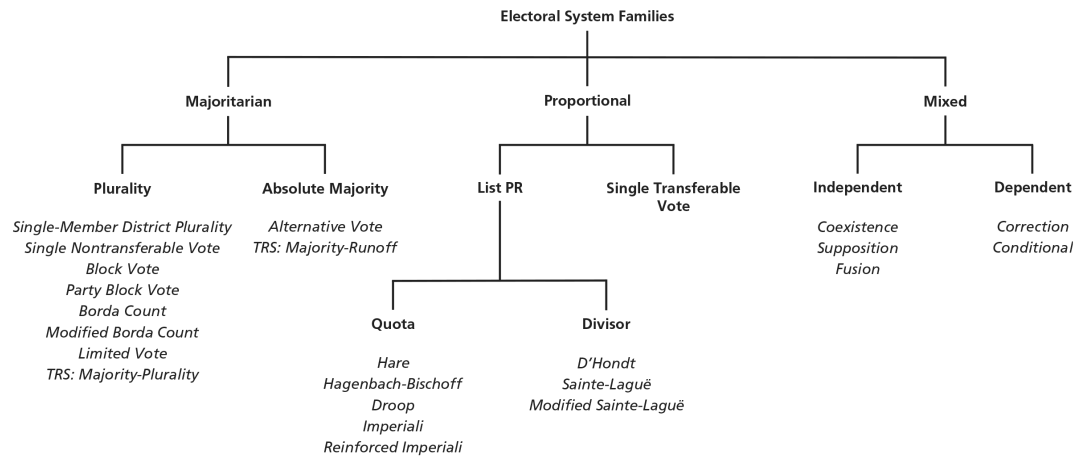 Electoral System Families
Majoritarian
Proportional
Mixed
Plurality
Absolute Majority
List PR
Single Transferable
Vote
Independent
Dependent
Single-Member District Plurality
Single Nontransferable Vote
Block Vote
Party Block Vote
Borda Count
Modified Borda Count
Limited Vote
TRS: Majority-Plurality
Alternative Vote
TRS: Majority-Runoff
Coexistence
Supposition
Fusion
Correction
Conditional
Quota
Divisor
Hare
Hagenbach-Bischoff
Droop
Imperiali
Reinforced Imperiali
D’Hondt
Sainte-Laguë
Modified Sainte-Laguë